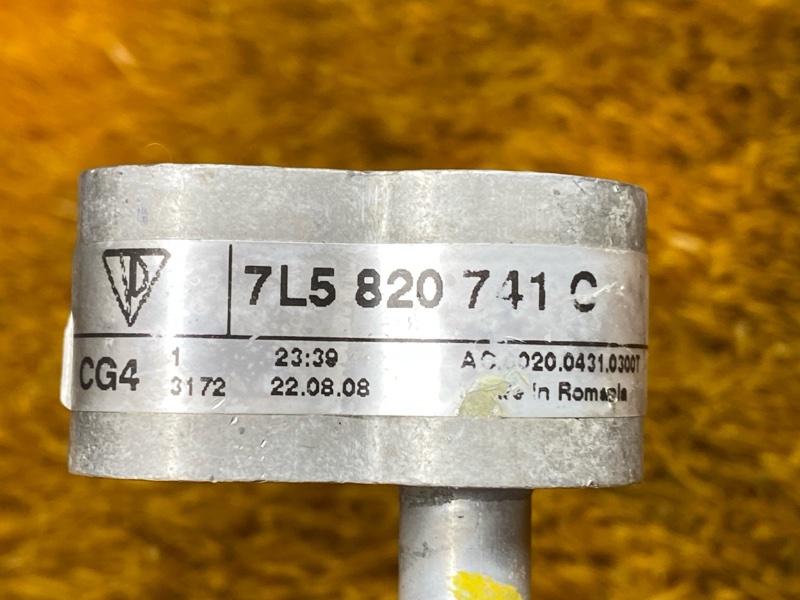 7L5 820 741 C
CG4
1 23:39
3172 22.08.08
in Romania